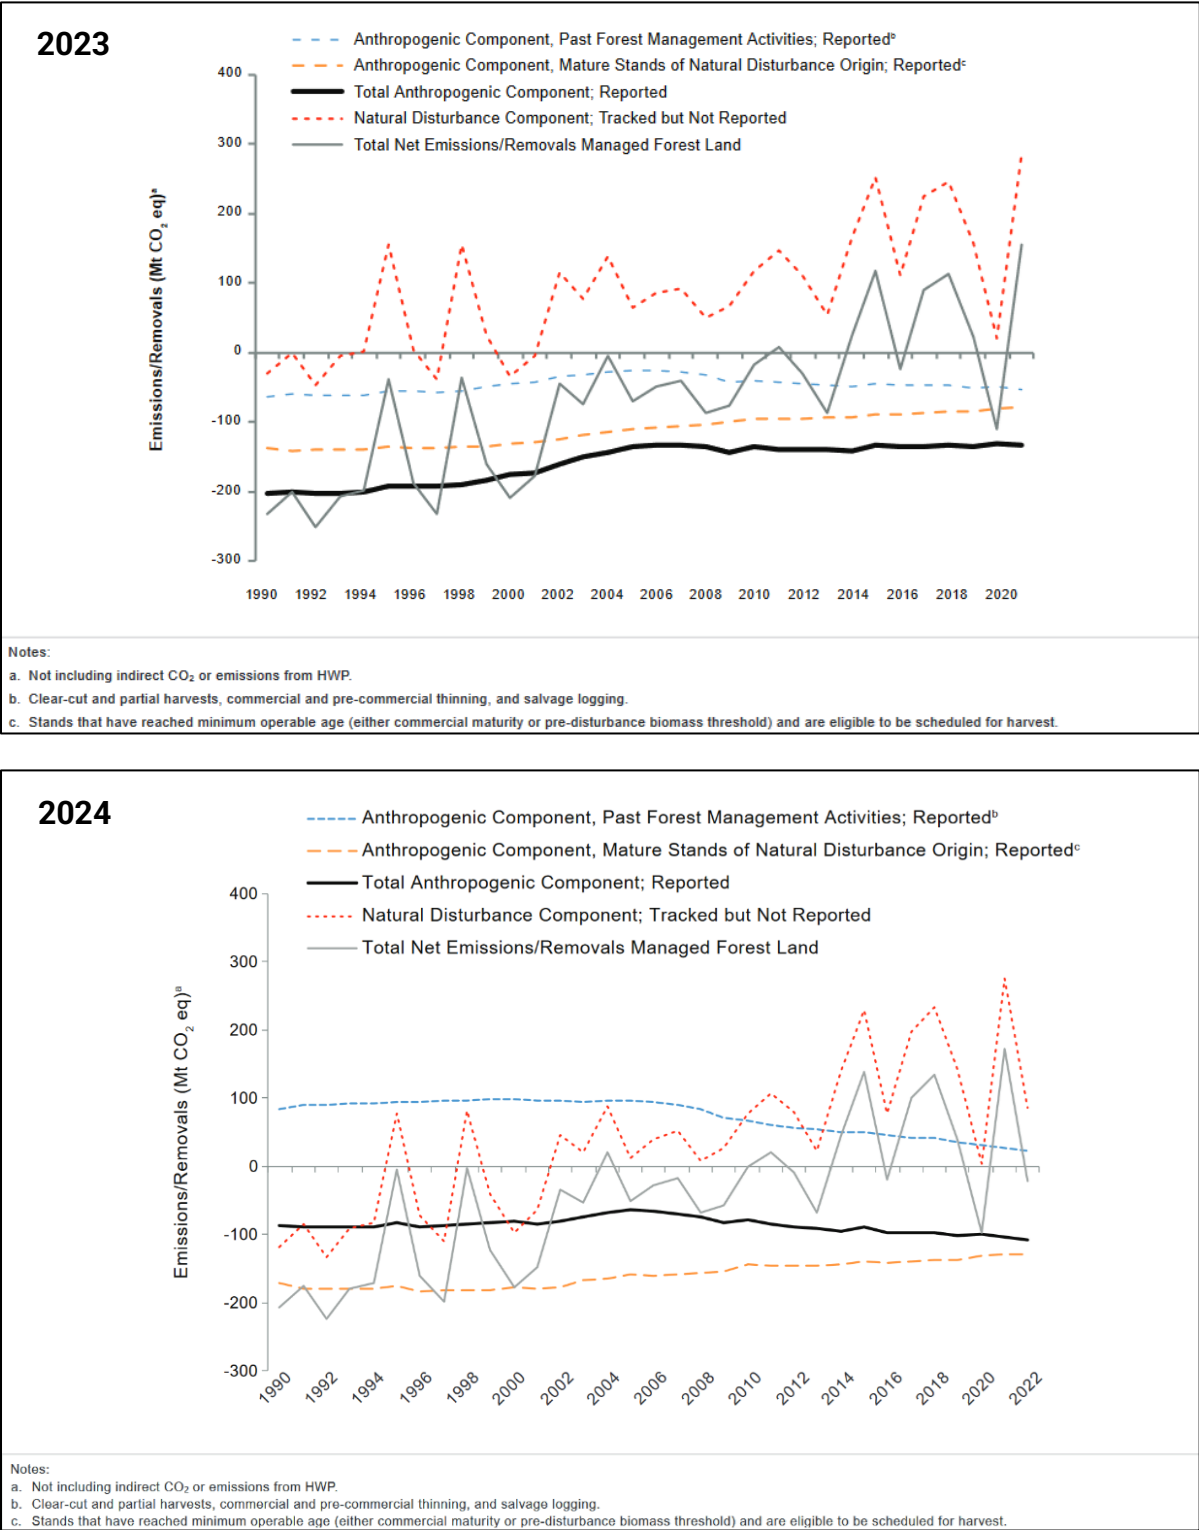 2023
Anthropogenic Component, Past Forest Management Activities; Reportedᵇ
Anthropogenic Component, Mature Stands of Natural Disturbance Origin; Reportedᶜ
Total Anthropogenic Component; Reported
Natural Disturbance Component; Tracked but Not Reported
Total Net Emissions/Removals Managed Forest Land
Emissions/Removals (Mt CO₂ eq)ᵃ
400
300
200
100
0
-100
-200
-300
1990 1992 1994 1996 1998 2000 2002 2004 2006 2008 2010 2012 2014 2016 2018 2020
Notes:
a. Not including indirect CO₂ or emissions from HWP.
b. Clear-cut and partial harvests, commercial and pre-commercial thinning, and salvage logging.
c. Stands that have reached minimum operable age (either commercial maturity or pre-disturbance biomass threshold) and are eligible to be scheduled for harvest.
2024
Anthropogenic Component, Past Forest Management Activities; Reportedᵇ
Anthropogenic Component, Mature Stands of Natural Disturbance Origin; Reportedᶜ
Total Anthropogenic Component; Reported
Natural Disturbance Component; Tracked but Not Reported
Total Net Emissions/Removals Managed Forest Land
Emissions/Removals (Mt CO₂ eq)ᵃ
400
300
200
100
0
-100
-200
-300
1990 1992 1994 1996 1998 2000 2002 2004 2006 2008 2010 2012 2014 2016 2018 2020 2022
Notes:
a. Not including indirect CO₂ or emissions from HWP.
b. Clear-cut and partial harvests, commercial and pre-commercial thinning, and salvage logging.
c. Stands that have reached minimum operable age (either commercial maturity or pre-disturbance biomass threshold) and are eligible to be scheduled for harvest.